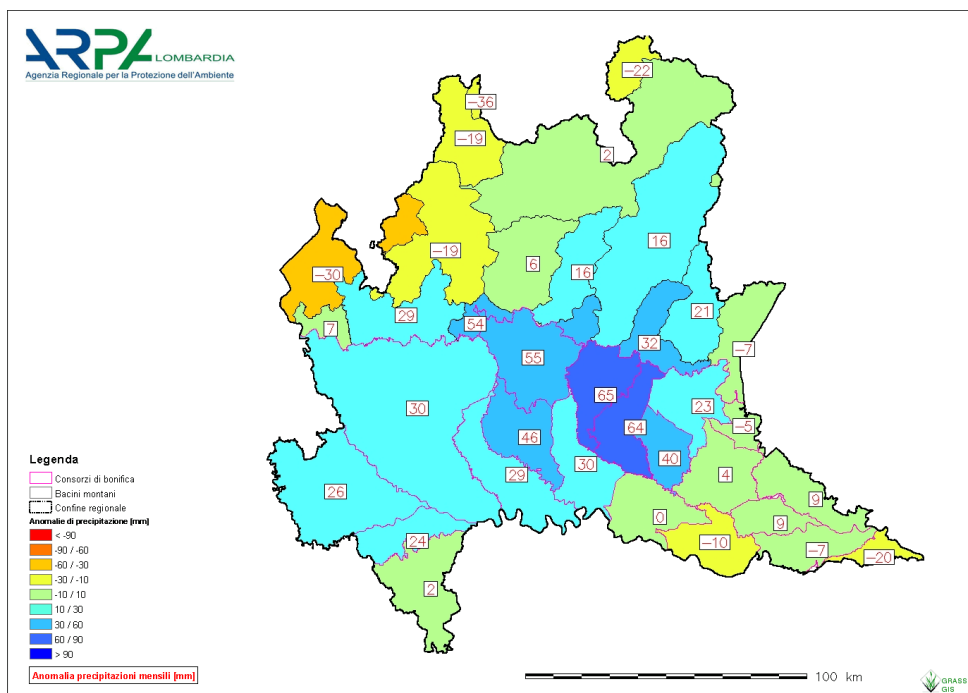 ARPA LOMBARDIA
Agenzia Regionale per la Protezione dell'Ambiente
−22
−36
−19
2
16
−19
6
16
−30
21
29
7
54
32
−7
55
65
23
30
−5
64
46
40
30
29
4
26
9
0
9
24
−10
−7
−20
2
Legenda
Consorzi di bonifica
Bacini montani
Confine regionale
Anomalie di precipitazione [mm]
< -90
-90 / -60
-60 / -30
-30 / -10
-10 / 10
10 / 30
30 / 60
60 / 90
> 90
Anomalia precipitazioni mensili [mm]
100 km
GRASS
GIS